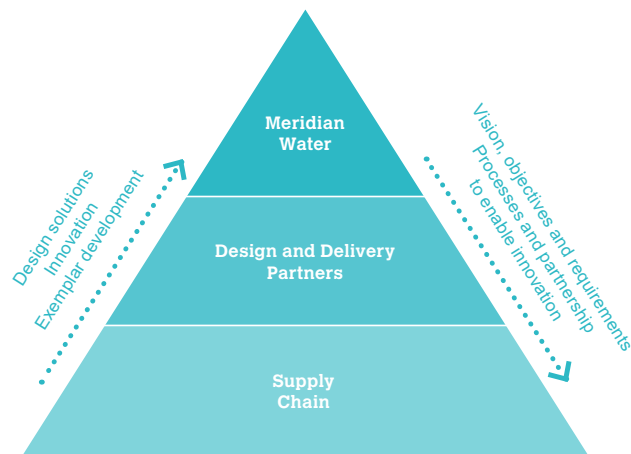 Meridian
Water
Design and Delivery
Partners
Supply
Chain
Design solutions
Innovation
Exemplar development
Vision, objectives and requirements
Processes and partnership
to enable innovation